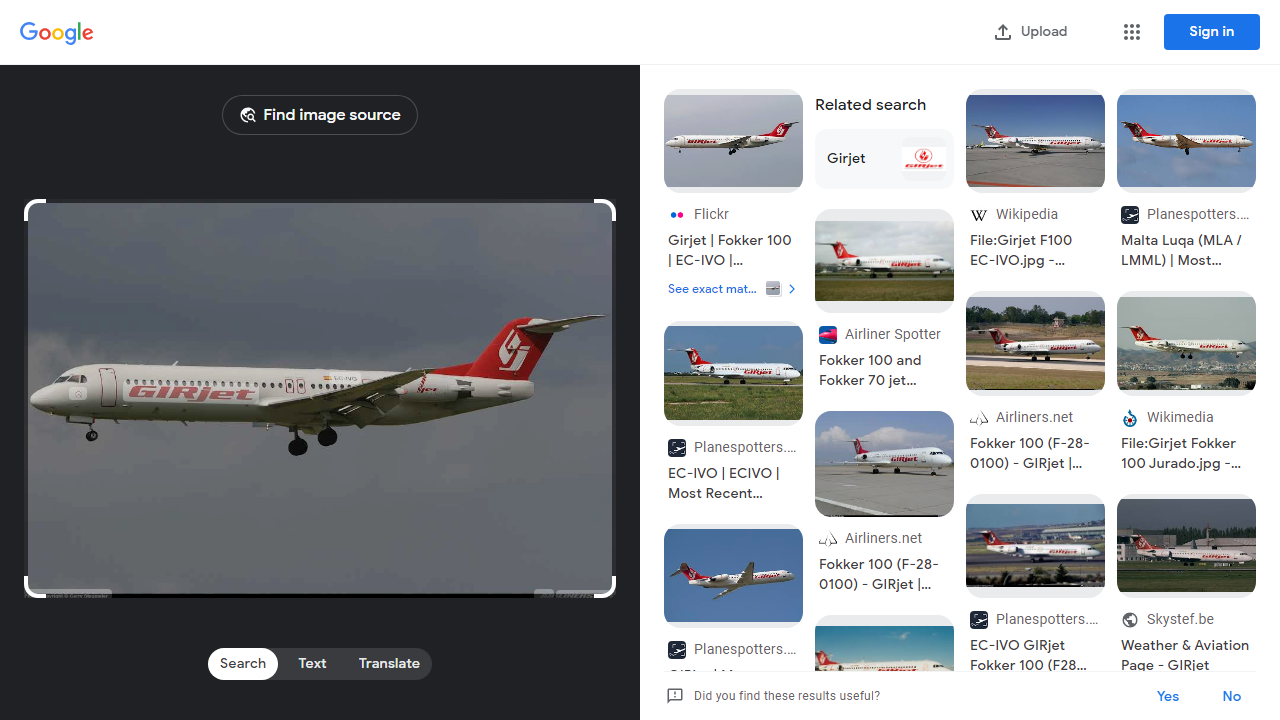 Google
Upload
Sign in
Find image source
EC-IVO
GIRjet
Search
Text
Translate
Flickr
Girjet | Fokker 100
| EC-IVO |...
See exact mat...
Planespotters....
EC-IVO | ECIVO |
Most Recent...
Planespotters....
Related search
Girjet
GIRjet
Airliner Spotter
Fokker 100 and
Fokker 70 jet...
Airliners.net
Fokker 100 (F-28-
0100) - GIRjet |...
Wikipedia
File:Girjet F100
EC-IVO.jpg -...
Airliners.net
Fokker 100 (F-28-
0100) - GIRjet |...
Planespotters....
EC-IVO GIRjet
Fokker 100 (F28...
Planespotters....
Malta Luqa (MLA /
LMML) | Most...
Wikimedia
File:Girjet Fokker
100 Jurado.jpg -...
Skystef.be
Weather & Aviation
Page - GIRjet
Did you find these results useful?
Yes
No